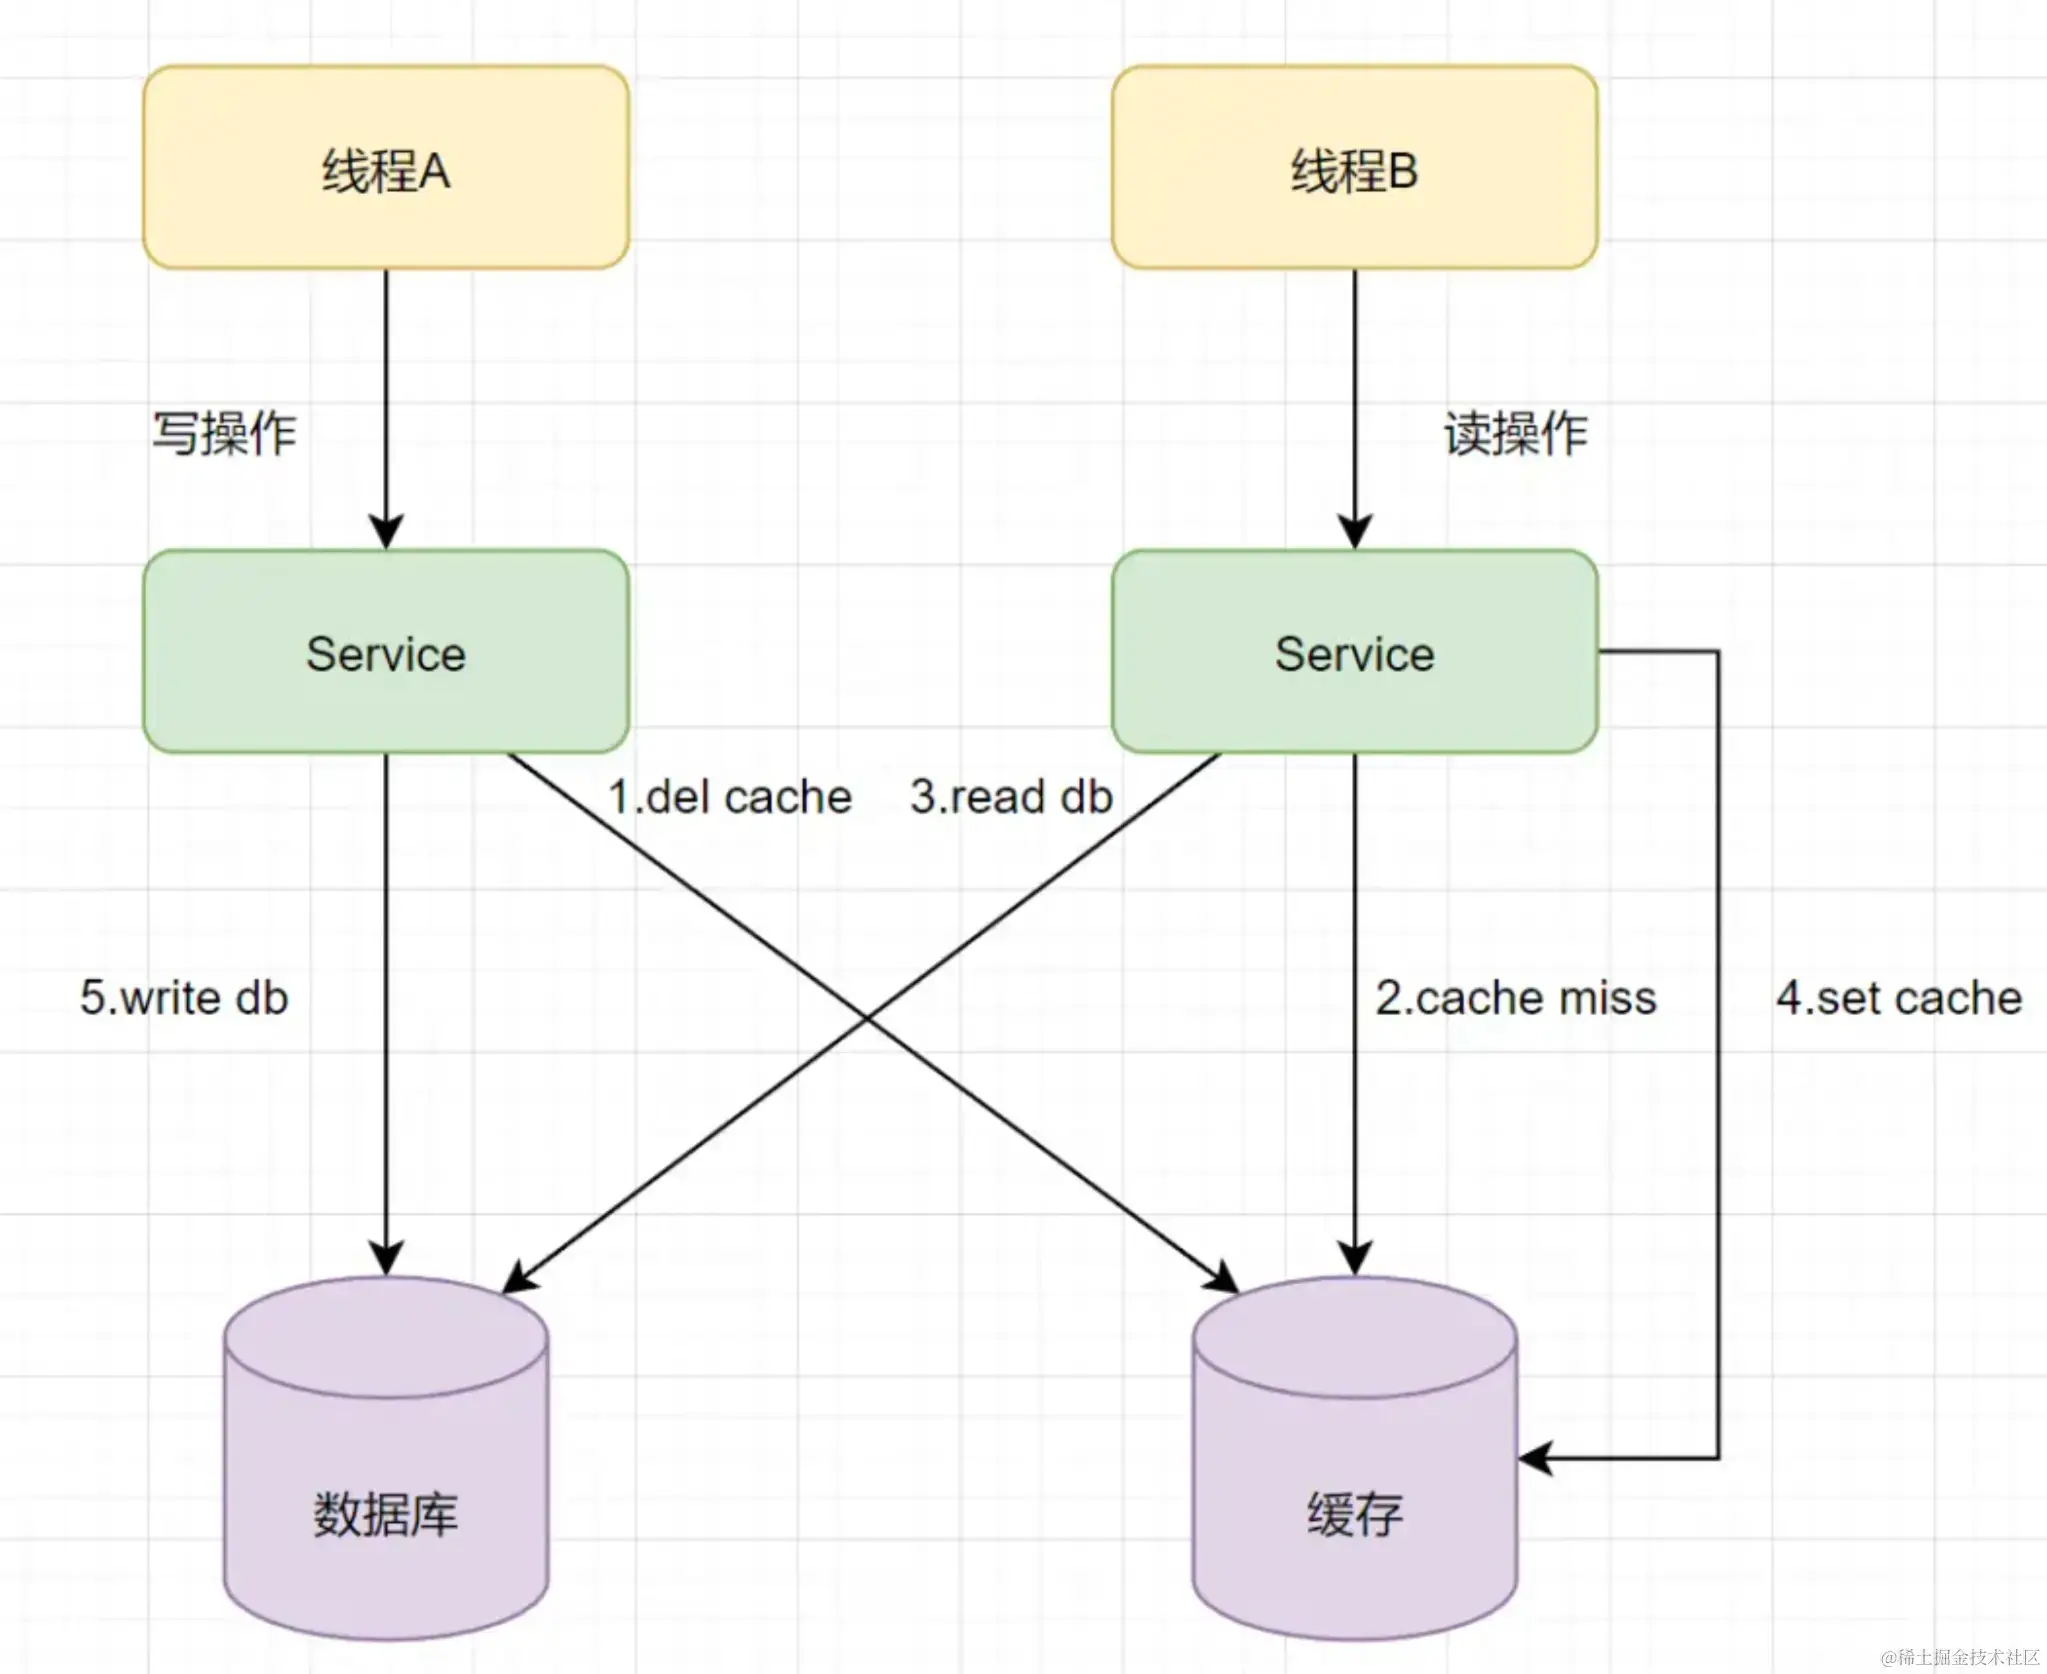 线程A
线程B
写操作
读操作
Service
Service
1.del cache
3.read db
5.write db
2.cache miss
4.set cache
数据库
缓存
@稀土掘金技术社区